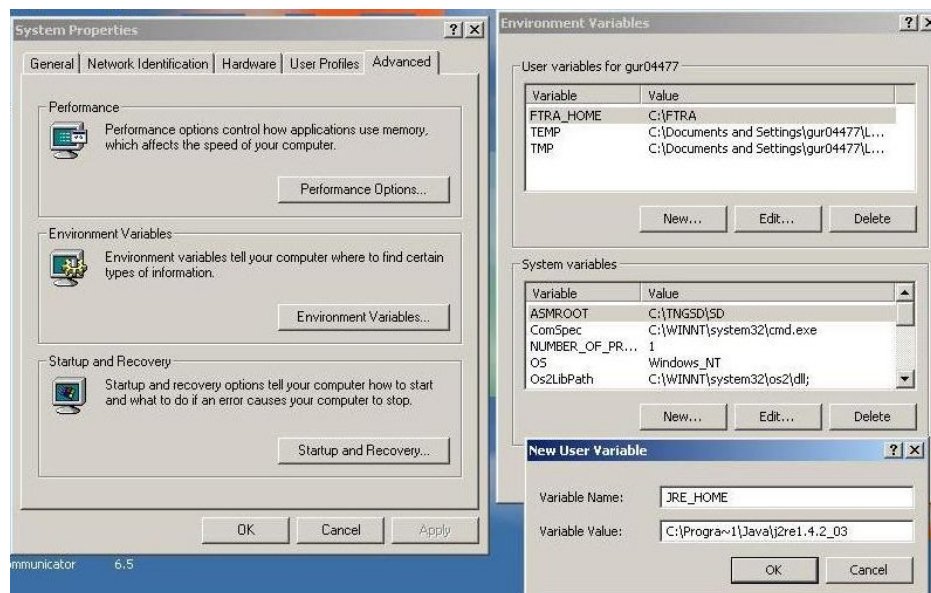 System Properties
General Network Identification Hardware User Profiles Advanced
Performance
Performance options control how applications use memory,
which affects the speed of your computer.
Performance Options...
Environment Variables
Environment variables tell your computer where to find certain
types of information.
Environment Variables...
Startup and Recovery
Startup and recovery options tell your computer how to start
and what to do if an error causes your computer to stop.
Startup and Recovery...
OK Cancel Apply
mmunicator 6.5
Environment Variables
User variables for gur04477
Variable Value
FTRA_HOME C:\FTRA
TEMP C:\Documents and Settings\gur04477\L...
TMP C:\Documents and Settings\gur04477\L...
New... Edit... Delete
System variables
Variable Value
ASMROOT C:\TNGSD\SD
ComSpec C:\WINNT\system32\cmd.exe
NUMBER_OF_PR... 1
OS Windows_NT
Os2LibPath C:\WINNT\system32\os2\dll;
New... Edit... Delete
New User Variable
Variable Name: JRE_HOME
Variable Value: C:\Progra~1\Java\j2re1.4.2_03
OK Cancel